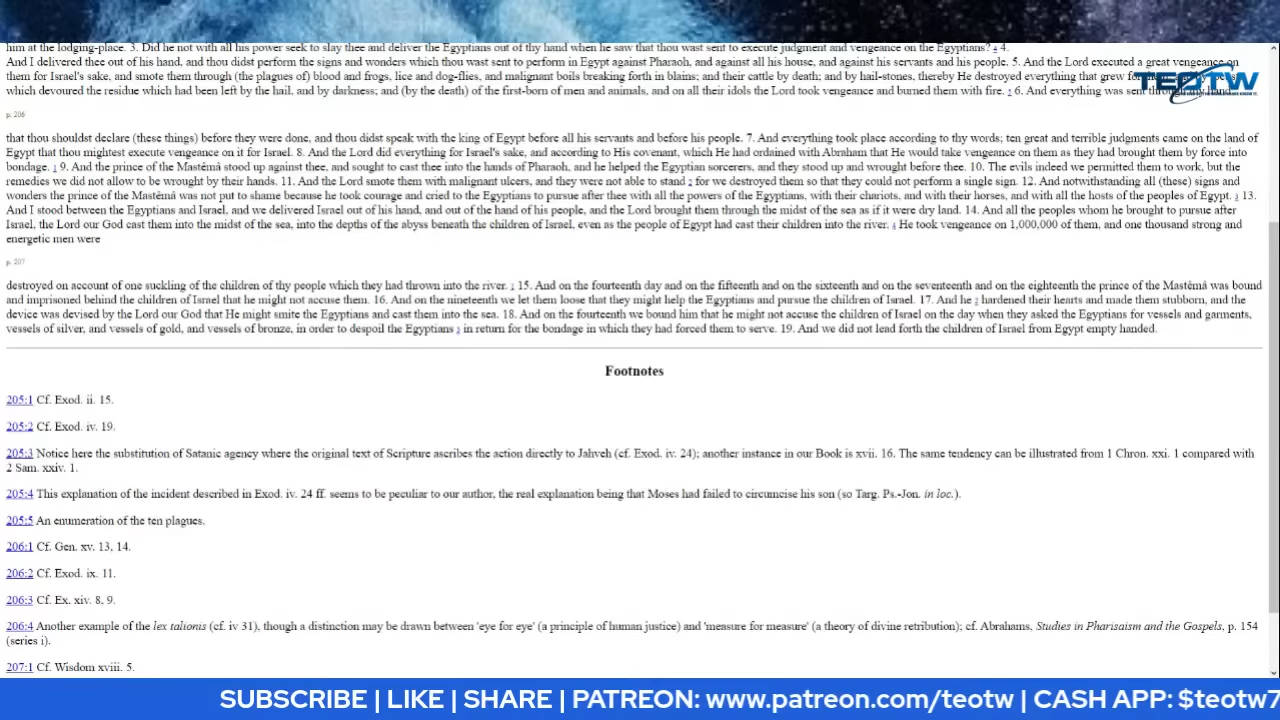 him at the lodging-place. 3. Did he not with all his power seek to slay thee and deliver the Egyptians out of thy hand when he saw that thou wast sent to execute judgment and vengeance on the Egyptians? 4 4.
And I delivered thee out of his hand, and thou didst perform the signs and wonders which thou wast sent to perform in Egypt against Pharaoh, and against all his house, and against his servants and his people. 5. And the Lord executed a great vengeance on
them for Israel's sake, and smote them through (the plagues of) blood and frogs, lice and dog-flies, and malignant boils breaking forth in blains; and their cattle by death; and by hail-stones, thereby He destroyed everything that grew for
TEOTW
which devoured the residue which had been left by the hail, and by darkness; and (by the death) of the first-born of men and animals, and on all their idols the Lord took vengeance and burned them with fire. 5 6. And everything was sent
p. 206
that thou shouldst declare (these things) before they were done, and thou didst speak with the king of Egypt before all his servants and before his people. 7. And everything took place according to thy words; ten great and terrible judgments came on the land of
Egypt that thou mightest execute vengeance on it for Israel. 8. And the Lord did everything for Israel's sake, and according to His covenant, which He had ordained with Abraham that He would take vengeance on them as they had brought them by force into
bondage. 1 9. And the prince of the Mastêmâ stood up against thee, and sought to cast thee into the hands of Pharaoh, and he helped the Egyptian sorcerers, and they stood up and wrought before thee. 10. The evils indeed we permitted them to work, but the
remedies we did not allow to be wrought by their hands. 11. And the Lord smote them with malignant ulcers, and they were not able to stand 2 for we destroyed them so that they could not perform a single sign. 12. And notwithstanding all (these) signs and
wonders the prince of the Mastêmâ was not put to shame because he took courage and cried to the Egyptians to pursue after thee with all the powers of the Egyptians, with their chariots, and with their horses, and with all the hosts of the peoples of Egypt. 3 13.
And I stood between the Egyptians and Israel, and we delivered Israel out of his hand, and out of the hand of his people, and the Lord brought them through the midst of the sea as if it were dry land. 14. And all the peoples whom he brought to pursue after
Israel, the Lord our God cast them into the midst of the sea, into the depths of the abyss beneath the children of Israel, even as the people of Egypt had cast their children into the river. 4 He took vengeance on 1,000,000 of them, and one thousand strong and
energetic men were
p. 207
destroyed on account of one suckling of the children of thy people which they had thrown into the river. 1 15. And on the fourteenth day and on the fifteenth and on the sixteenth and on the seventeenth and on the eighteenth the prince of the Mastêmâ was bound
and imprisoned behind the children of Israel that he might not accuse them. 16. And on the nineteenth we let them loose that they might help the Egyptians and pursue the children of Israel. 17. And he 2 hardened their hearts and made them stubborn, and the
device was devised by the Lord our God that He might smite the Egyptians and cast them into the sea. 18. And on the fourteenth we bound him that he might not accuse the children of Israel on the day when they asked the Egyptians for vessels and garments,
vessels of silver, and vessels of gold, and vessels of bronze, in order to despoil the Egyptians 3 in return for the bondage in which they had forced them to serve. 19. And we did not lead forth the children of Israel from Egypt empty handed.
Footnotes
205:1 Cf. Exod. ii. 15.
205:2 Cf. Exod. iv. 19.
205:3 Notice here the substitution of Satanic agency where the original text of Scripture ascribes the action directly to Jahveh (cf. Exod. iv. 24); another instance in our Book is xvii. 16. The same tendency can be illustrated from 1 Chron. xxi. 1 compared with
2 Sam. xxiv. 1.
205:4 This explanation of the incident described in Exod. iv. 24 ff. seems to be peculiar to our author, the real explanation being that Moses had failed to circumcise his son (so Targ. Ps.-Jon. in loc.).
205:5 An enumeration of the ten plagues.
206:1 Cf. Gen. xv. 13, 14.
206:2 Cf. Exod. ix. 11.
206:3 Cf. Ex. xiv. 8, 9.
206:4 Another example of the lex talionis (cf. iv 31), though a distinction may be drawn between 'eye for eye' (a principle of human justice) and 'measure for measure' (a theory of divine retribution); cf. Abrahams, Studies in Pharisaism and the Gospels, p. 154
(series i).
207:1 Cf. Wisdom xviii. 5.
SUBSCRIBE | LIKE | SHARE | PATREON: www.patreon.com/teotw | CASH APP: $teotw7